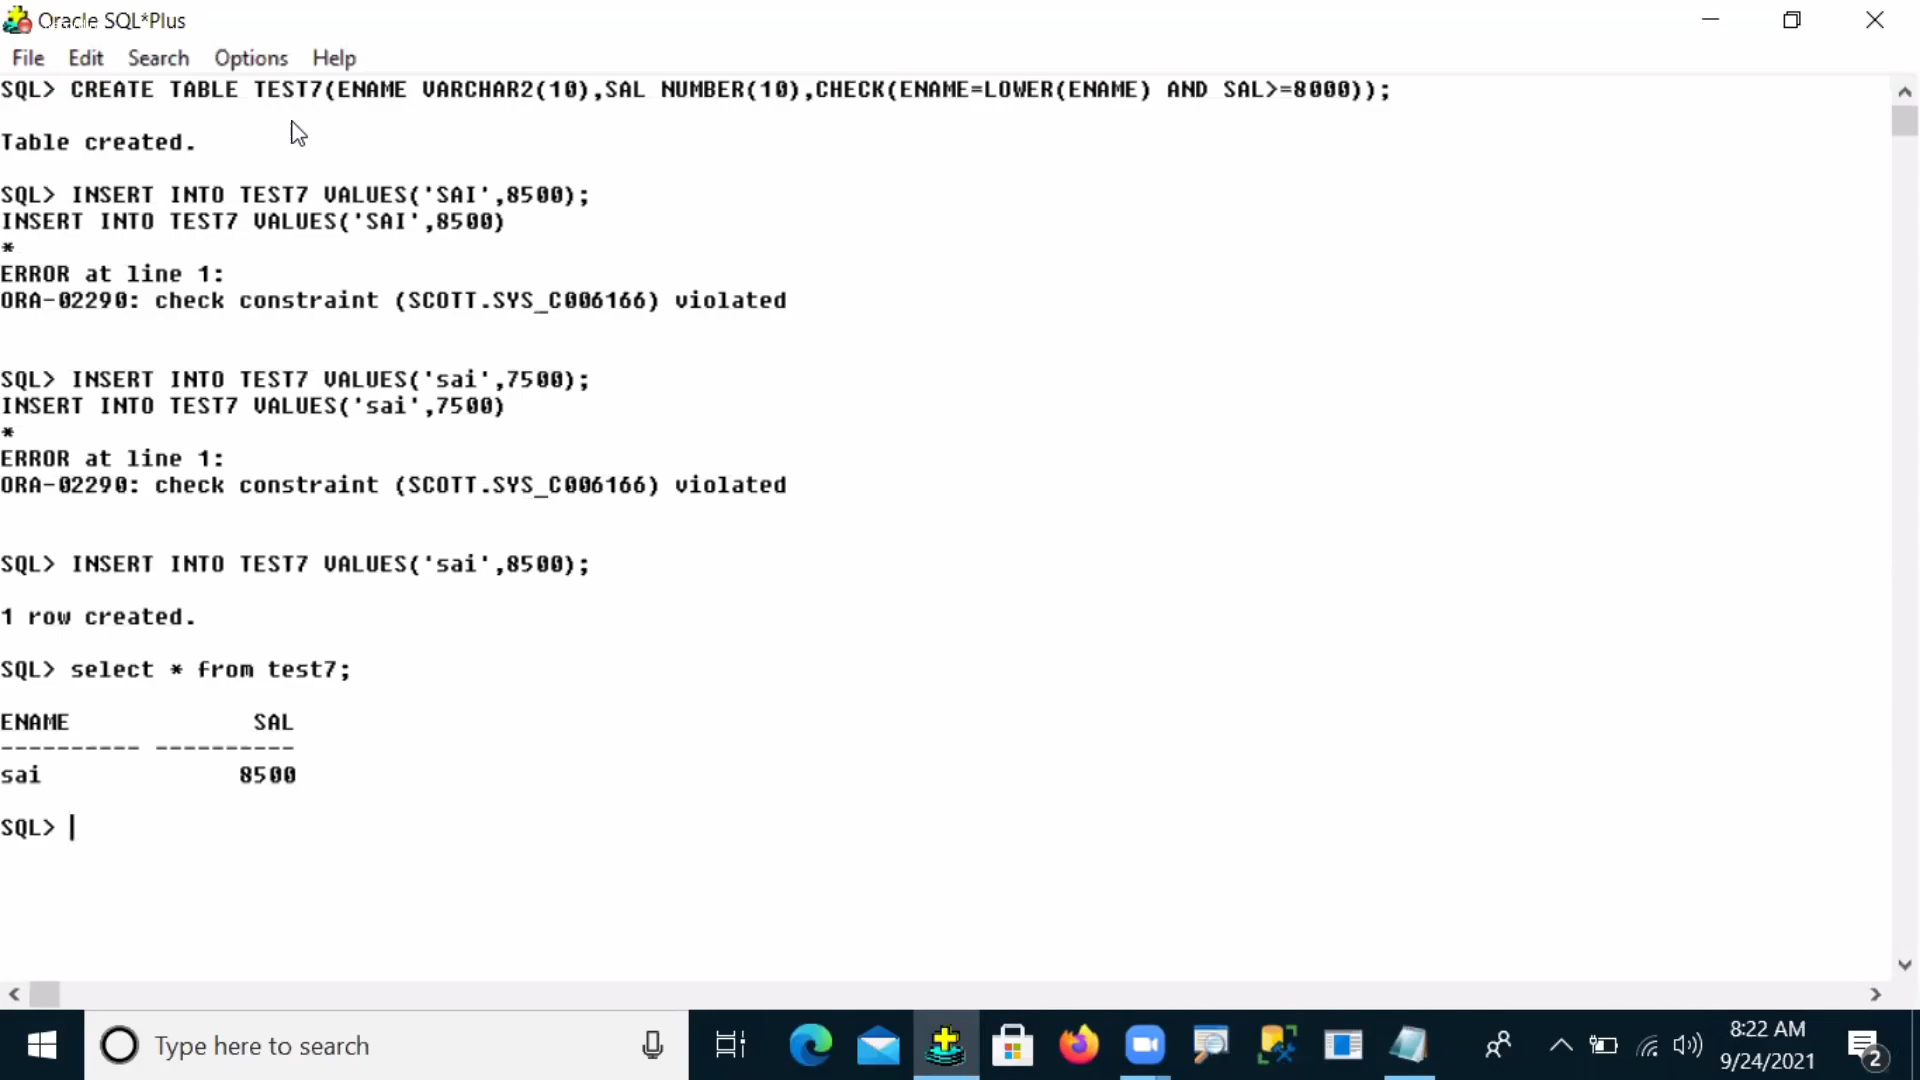 Oracle SQL*Plus
File Edit Search Options Help
SQL> CREATE TABLE TEST7(ENAME VARCHAR2(10),SAL NUMBER(10),CHECK(ENAME=LOWER(ENAME) AND SAL>=8000));
Table created.
SQL> INSERT INTO TEST7 VALUES('SAI',8500);
INSERT INTO TEST7 VALUES('SAI',8500)
*
ERROR at line 1:
ORA-02290: check constraint (SCOTT.SYS_C006166) violated
SQL> INSERT INTO TEST7 VALUES('sai',7500);
INSERT INTO TEST7 VALUES('sai',7500)
*
ERROR at line 1:
ORA-02290: check constraint (SCOTT.SYS_C006166) violated
SQL> INSERT INTO TEST7 VALUES('sai',8500);
1 row created.
SQL> select * from test7;
ENAME SAL
---------- ----------
sai 8500
SQL>
Type here to search
8:22 AM
9/24/2021
2